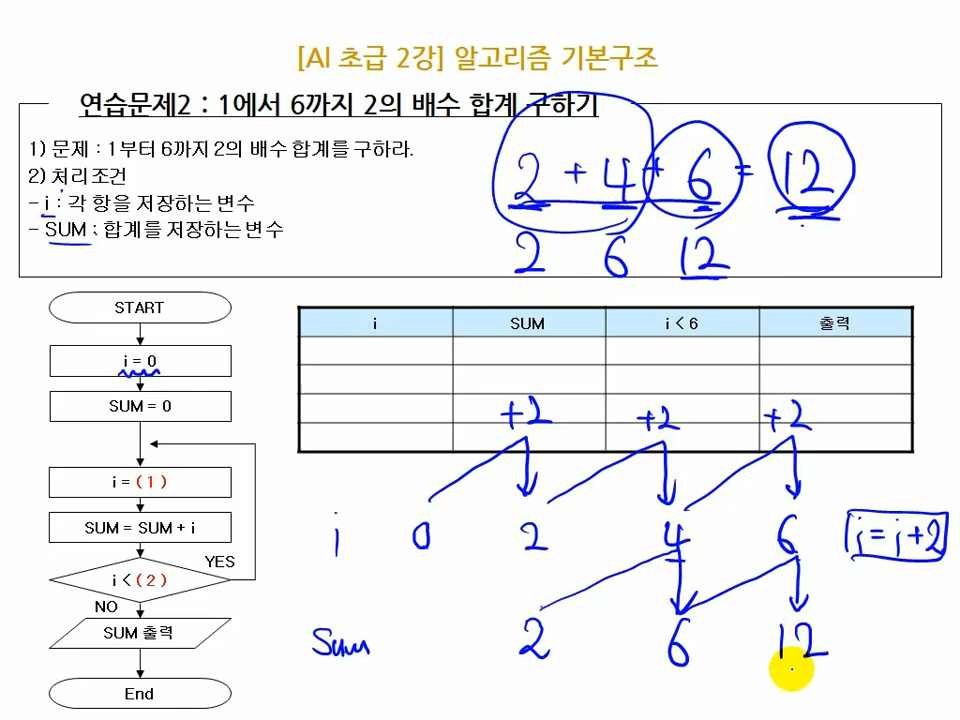 [AI 초급 2강] 알고리즘 기본구조
연습문제2 : 1에서 6까지 2의 배수 합계 구하기
1) 문제 : 1부터 6까지 2의 배수 합계를 구하라.
2) 처리조건
- i : 각 항을 저장하는 변수
- SUM : 합계를 저장하는 변수
2 + 4 + 6 = 12
2 6 12
START
i = 0
SUM = 0
i = (1)
SUM = SUM + i
i < (2)
YES
NO
SUM 출력
End
i SUM i < 6 출력
+2 +2 +2
i 0 2 4 6 i = i + 2
Sum 2 6 12